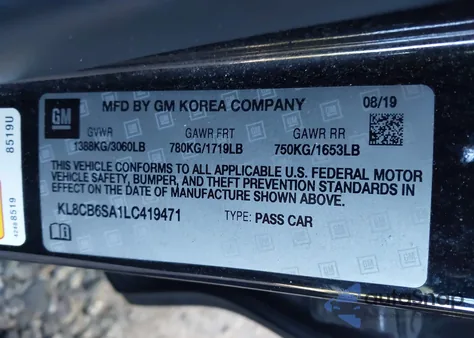 GM
MFD BY GM KOREA COMPANY 08/19
GVWR GAWR FRT GAWR RR
1388KG/3060LB 780KG/1719LB 750KG/1653LB
THIS VEHICLE CONFORMS TO ALL APPLICABLE U.S. FEDERAL MOTOR
VEHICLE SAFETY, BUMPER, AND THEFT PREVENTION STANDARDS IN
EFFECT ON THE DATE OF MANUFACTURE SHOWN ABOVE.
KL8CB6SA1LC419471 TYPE: PASS CAR
8519U
8519